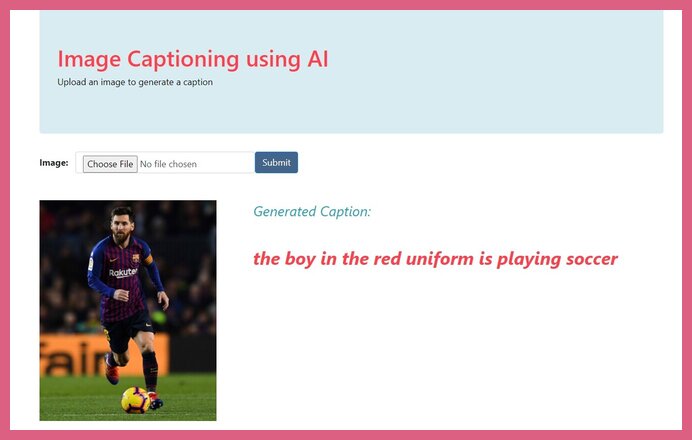 Image Captioning using AI
Upload an image to generate a caption
Image: Choose File No file chosen Submit
Generated Caption:
the boy in the red uniform is playing soccer
Rakuten
fair